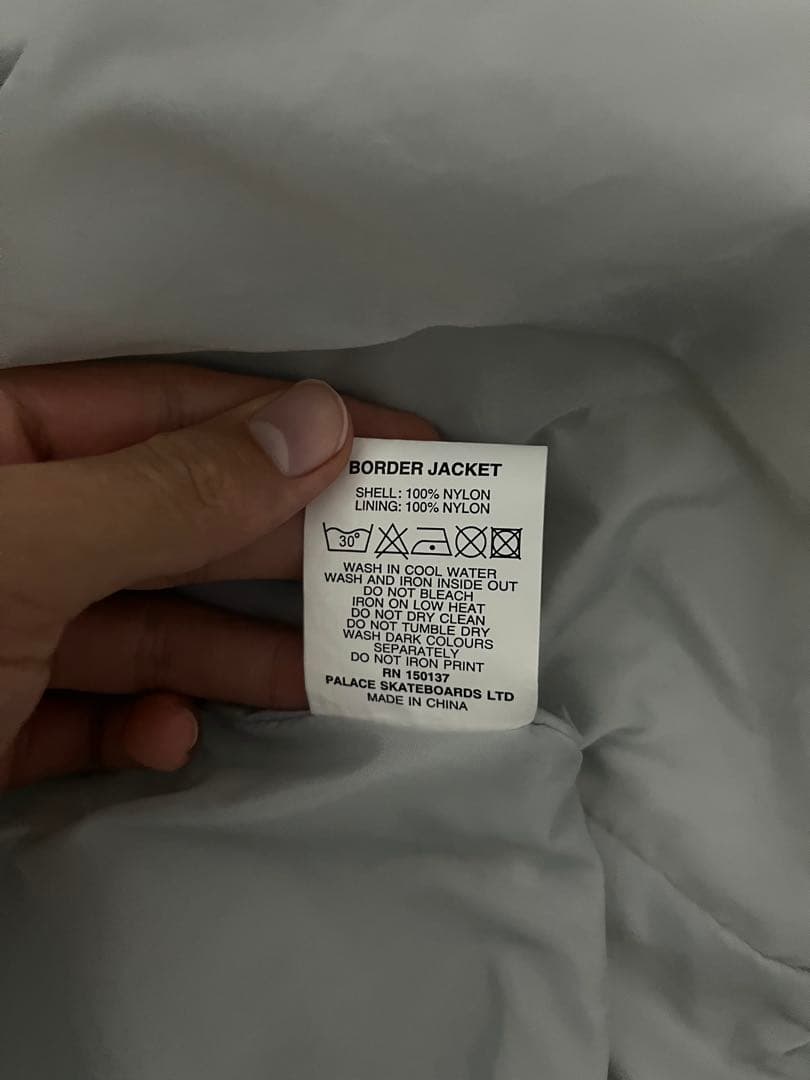 BORDER JACKET
SHELL: 100% NYLON
LINING: 100% NYLON
30°
WASH IN COOL WATER
WASH AND IRON INSIDE OUT
DO NOT BLEACH
IRON ON LOW HEAT
DO NOT DRY CLEAN
DO NOT TUMBLE DRY
WASH DARK COLOURS
SEPARATELY
DO NOT IRON PRINT
RN 150137
PALACE SKATEBOARDS LTD
MADE IN CHINA